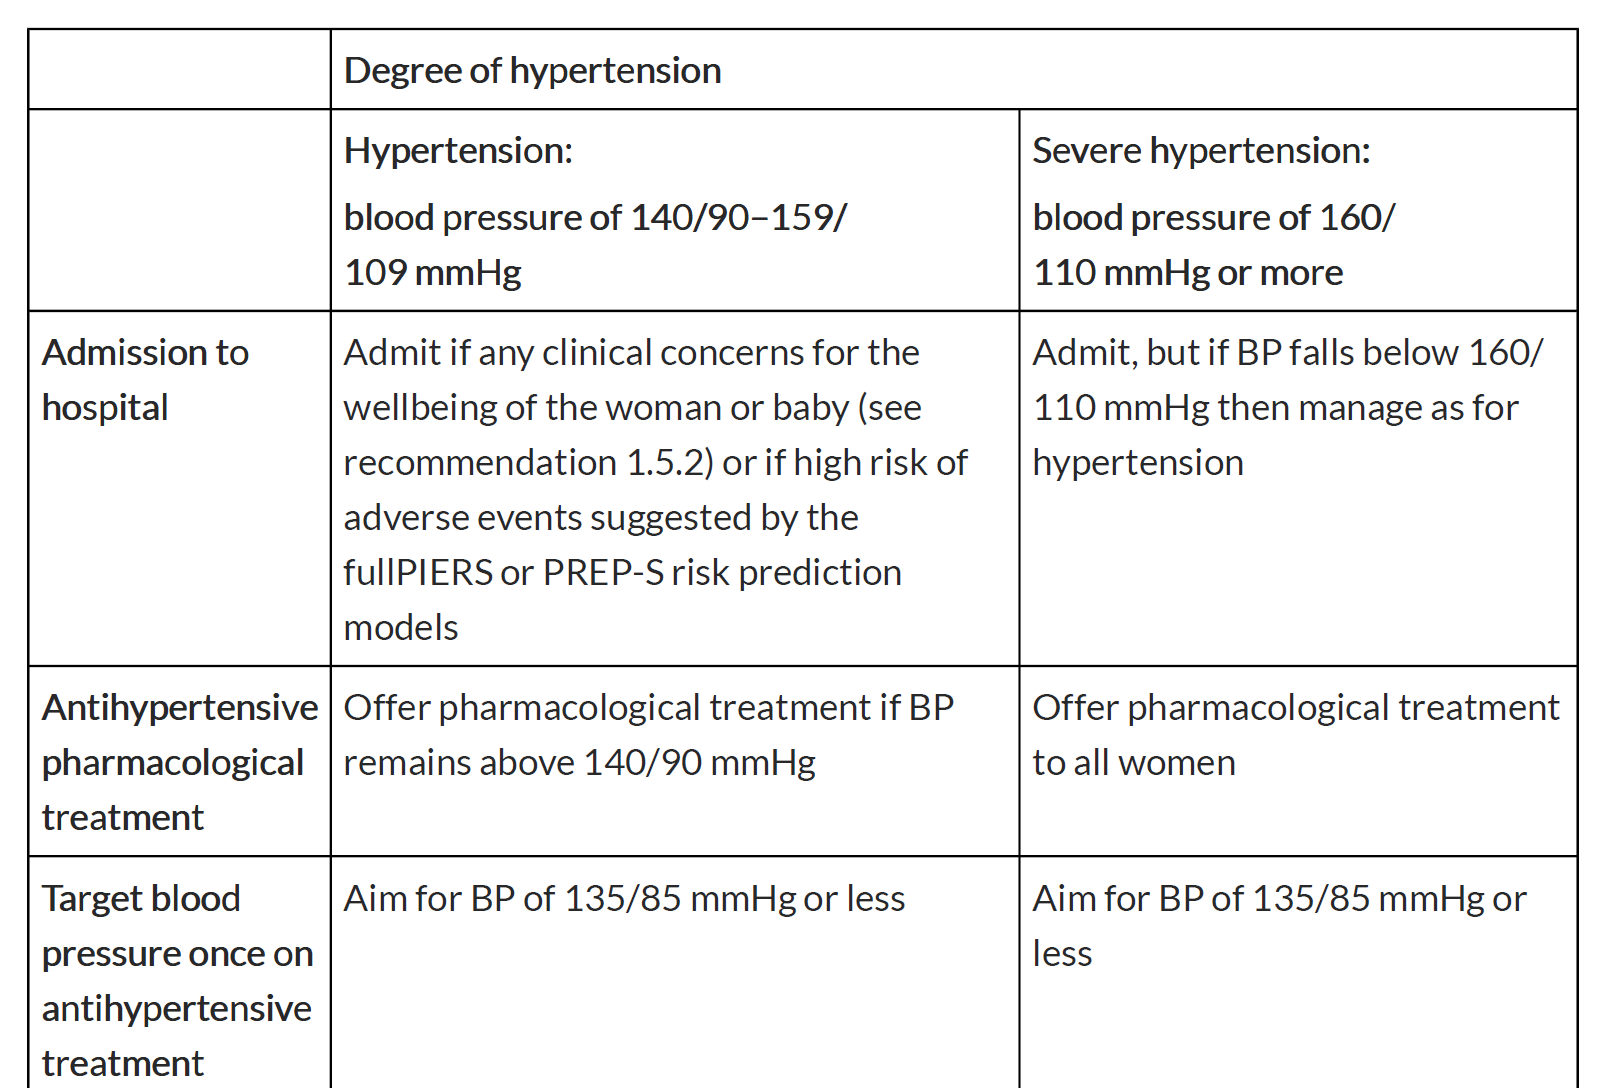 Degree of hypertension
Hypertension:
blood pressure of 140/90–159/
109 mmHg
Severe hypertension:
blood pressure of 160/
110 mmHg or more
Admission to
hospital
Admit if any clinical concerns for the
wellbeing of the woman or baby (see
recommendation 1.5.2) or if high risk of
adverse events suggested by the
fullPIERS or PREP-S risk prediction
models
Admit, but if BP falls below 160/
110 mmHg then manage as for
hypertension
Antihypertensive
pharmacological
treatment
Offer pharmacological treatment if BP
remains above 140/90 mmHg
Offer pharmacological treatment
to all women
Target blood
pressure once on
antihypertensive
treatment
Aim for BP of 135/85 mmHg or less
Aim for BP of 135/85 mmHg or
less